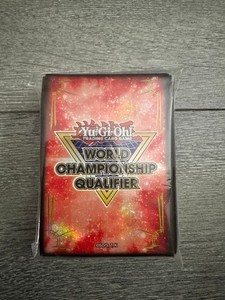 Yu-Gi-Oh!
TRADING CARD GAME
WORLD
CHAMPIONSHIP
QUALIFIER